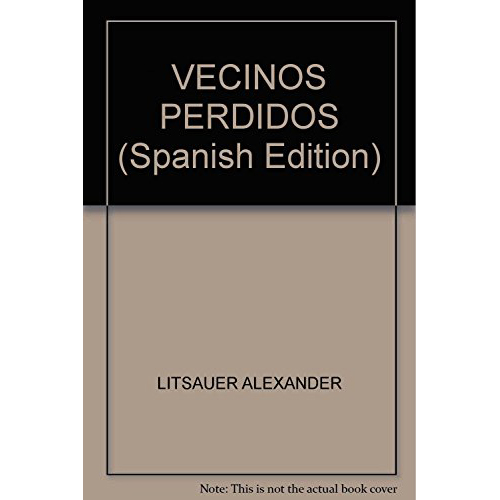 VECINOS
PERDIDOS
(Spanish Edition)
LITSAUER ALEXANDER
Note: This is not the actual book cover